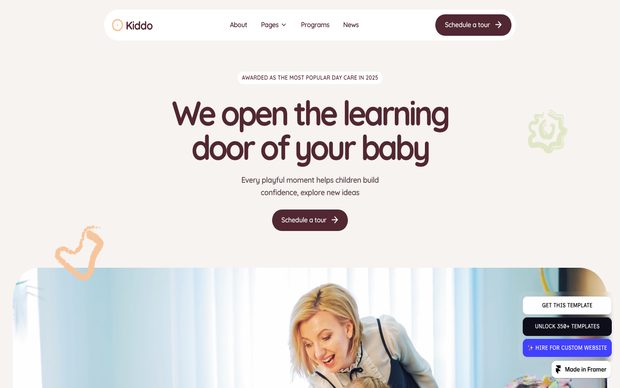 Kiddo
About
Pages
Programs
News
Schedule a tour
AWARDED AS THE MOST POPULAR DAY CARE IN 2025
We open the learning
door of your baby
Every playful moment helps children build
confidence, explore new ideas
Schedule a tour
GET THIS TEMPLATE
UNLOCK 350+ TEMPLATES
✨ HIRE FOR CUSTOM WEBSITE
Made in Framer